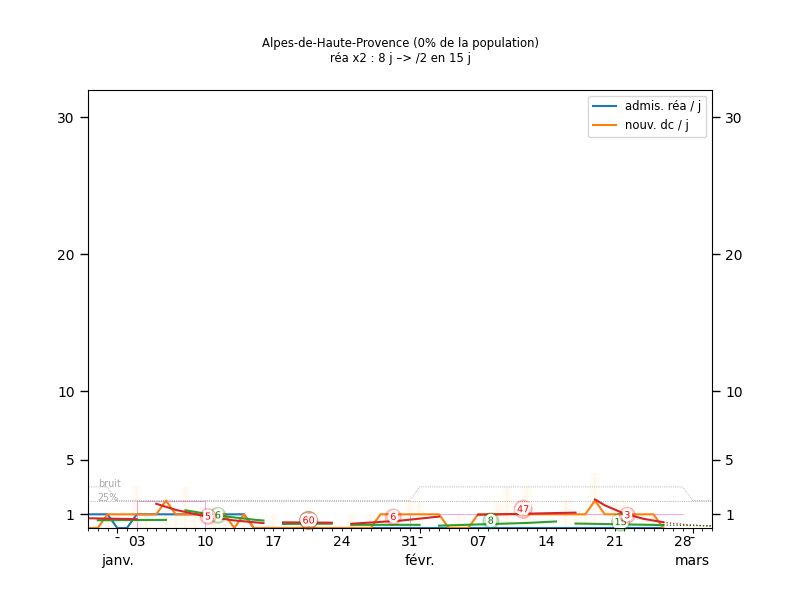 Alpes-de-Haute-Provence (0% de la population)
réa x2 : 8 j –> /2 en 15 j
admis. réa / j
nouv. dc / j
30 30
20 20
10 10
5 5
bruit
25%
1 1
5 6 60 6 8 47 15 3
03 10 17 24 31 07 14 21 28
janv. févr. mars